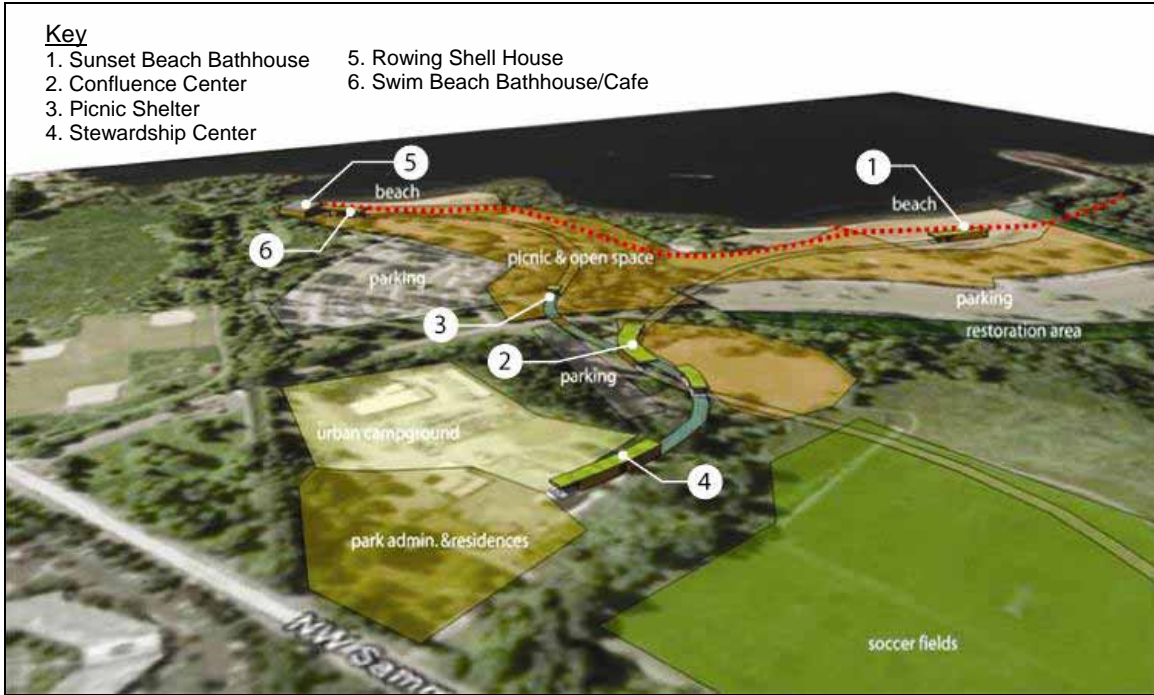 Key
1. Sunset Beach Bathhouse
2. Confluence Center
3. Picnic Shelter
4. Stewardship Center
5. Rowing Shell House
6. Swim Beach Bathhouse/Cafe
5
beach
1
beach
6
picnic & open space
parking
parking
3
restoration area
2
parking
urban campground
4
park admin. &residences
NW Samm
soccer fields